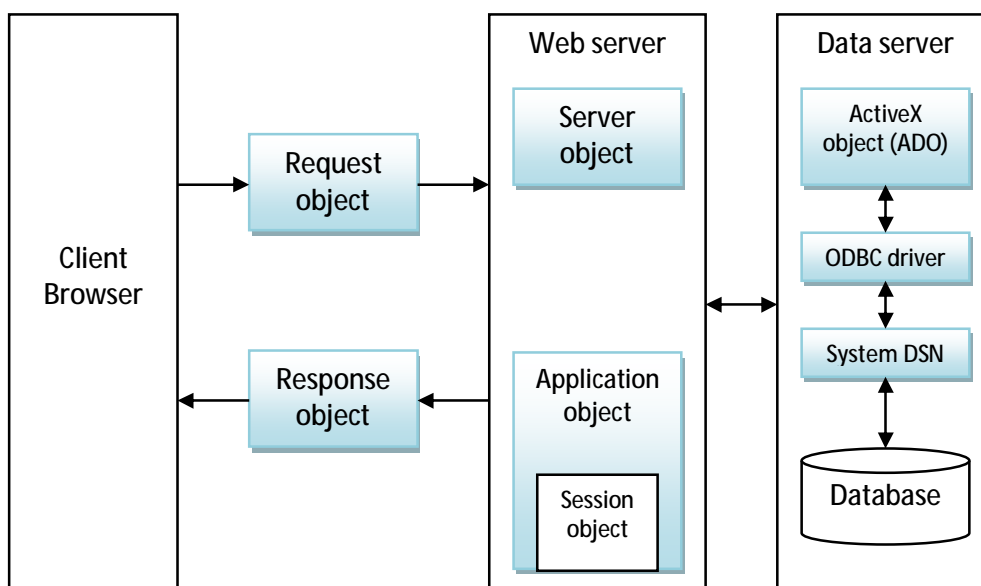 Client
Browser
Request
object
Response
object
Web server
Server
object
Application
object
Session
object
Data server
ActiveX
object (ADO)
ODBC driver
System DSN
Database